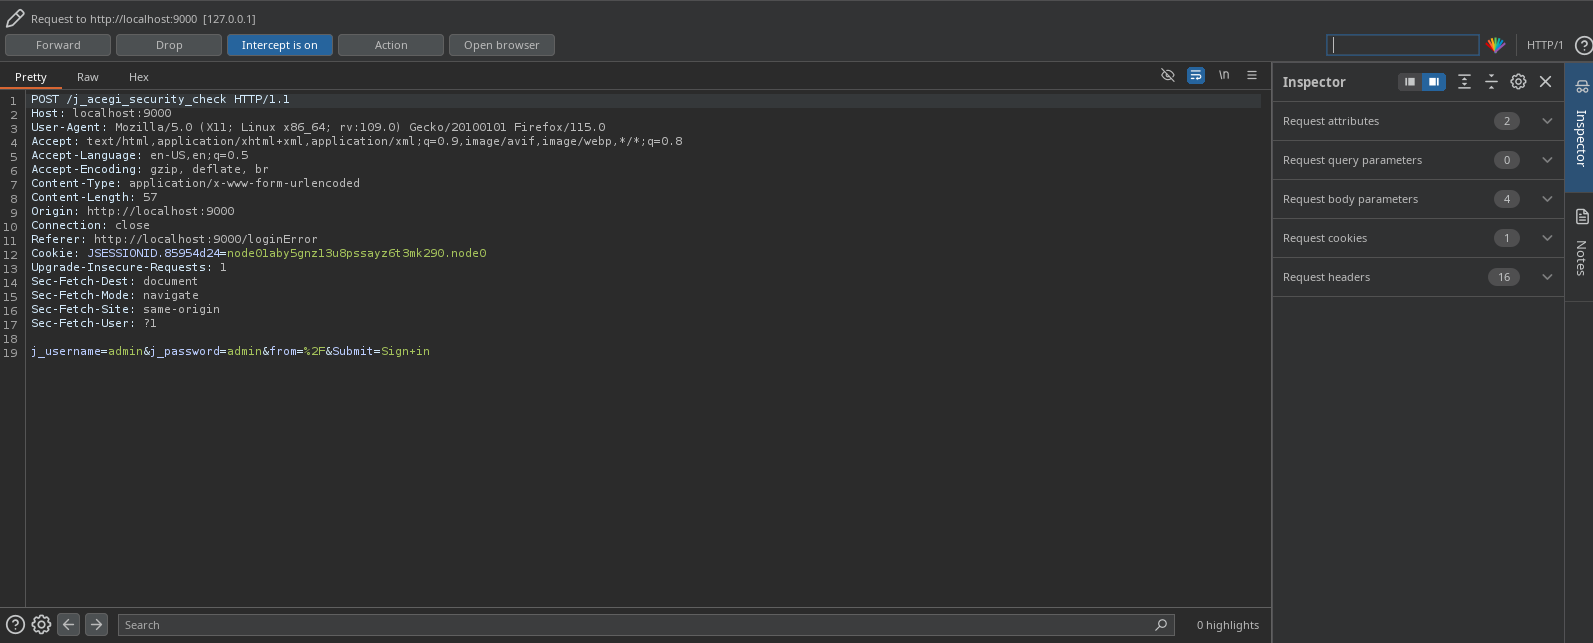 Request to http://localhost:9000 [127.0.0.1]
Forward Drop Intercept is on Action Open browser HTTP/1 ?
Pretty Raw Hex \n
1 POST /j_acegi_security_check HTTP/1.1
2 Host: localhost:9000
3 User-Agent: Mozilla/5.0 (X11; Linux x86_64; rv:109.0) Gecko/20100101 Firefox/115.0
4 Accept: text/html,application/xhtml+xml,application/xml;q=0.9,image/avif,image/webp,*/*;q=0.8
5 Accept-Language: en-US,en;q=0.5
6 Accept-Encoding: gzip, deflate, br
7 Content-Type: application/x-www-form-urlencoded
8 Content-Length: 57
9 Origin: http://localhost:9000
10 Connection: close
11 Referer: http://localhost:9000/loginError
12 Cookie: JSESSIONID.85954d24=node01aby5gnz13u8pssayz6t3mk290.node0
13 Upgrade-Insecure-Requests: 1
14 Sec-Fetch-Dest: document
15 Sec-Fetch-Mode: navigate
16 Sec-Fetch-Site: same-origin
17 Sec-Fetch-User: ?1
18
19 j_username=admin&j_password=admin&from=%2F&Submit=Sign+in
Inspector
Request attributes 2
Request query parameters 0
Request body parameters 4
Request cookies 1
Request headers 16
Inspector
Notes
? Search 0 highlights